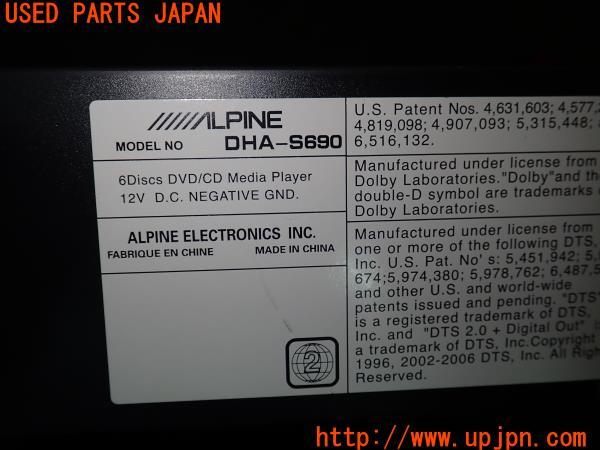 USED PARTS JAPAN
ALPINE
MODEL NO DHA-S690
6Discs DVD/CD Media Player
12V D.C. NEGATIVE GND.
ALPINE ELECTRONICS INC.
FABRIQUE EN CHINE MADE IN CHINA
2
U.S. Patent Nos. 4,631,603; 4,577,
4,819,098; 4,907,093; 5,315,448;
6,516,132.
Manufactured under license from
Dolby Laboratories."Dolby"and the
double-D symbol are trademarks
Dolby Laboratories.
Manufactured under license from
one or more of the following DTS,
Inc. U.S. Pat. No's: 5,451,942;
674;5,974,380; 5,978,762; 6,487,5
and other U.S. and world-wide
patents issued and pending. "DTS"
is a registered trademark of DTS,
Inc. and "DTS 2.0 + Digital Out" is
a trademark of DTS, Inc.Copyright
1996, 2002-2006 DTS, Inc. All
Reserved.
http://www.upjpn.com/